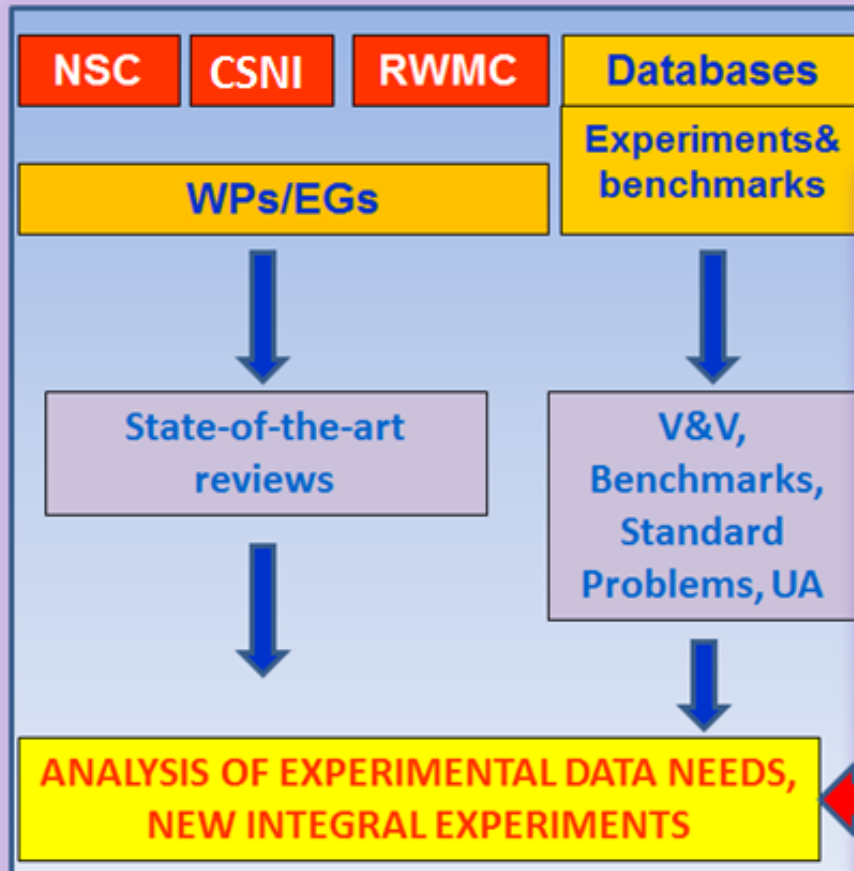 NSC CSNI RWMC Databases
Experiments&
benchmarks
WPs/EGs
State-of-the-art
reviews
V&V,
Benchmarks,
Standard
Problems, UA
ANALYSIS OF EXPERIMENTAL DATA NEEDS,
NEW INTEGRAL EXPERIMENTS